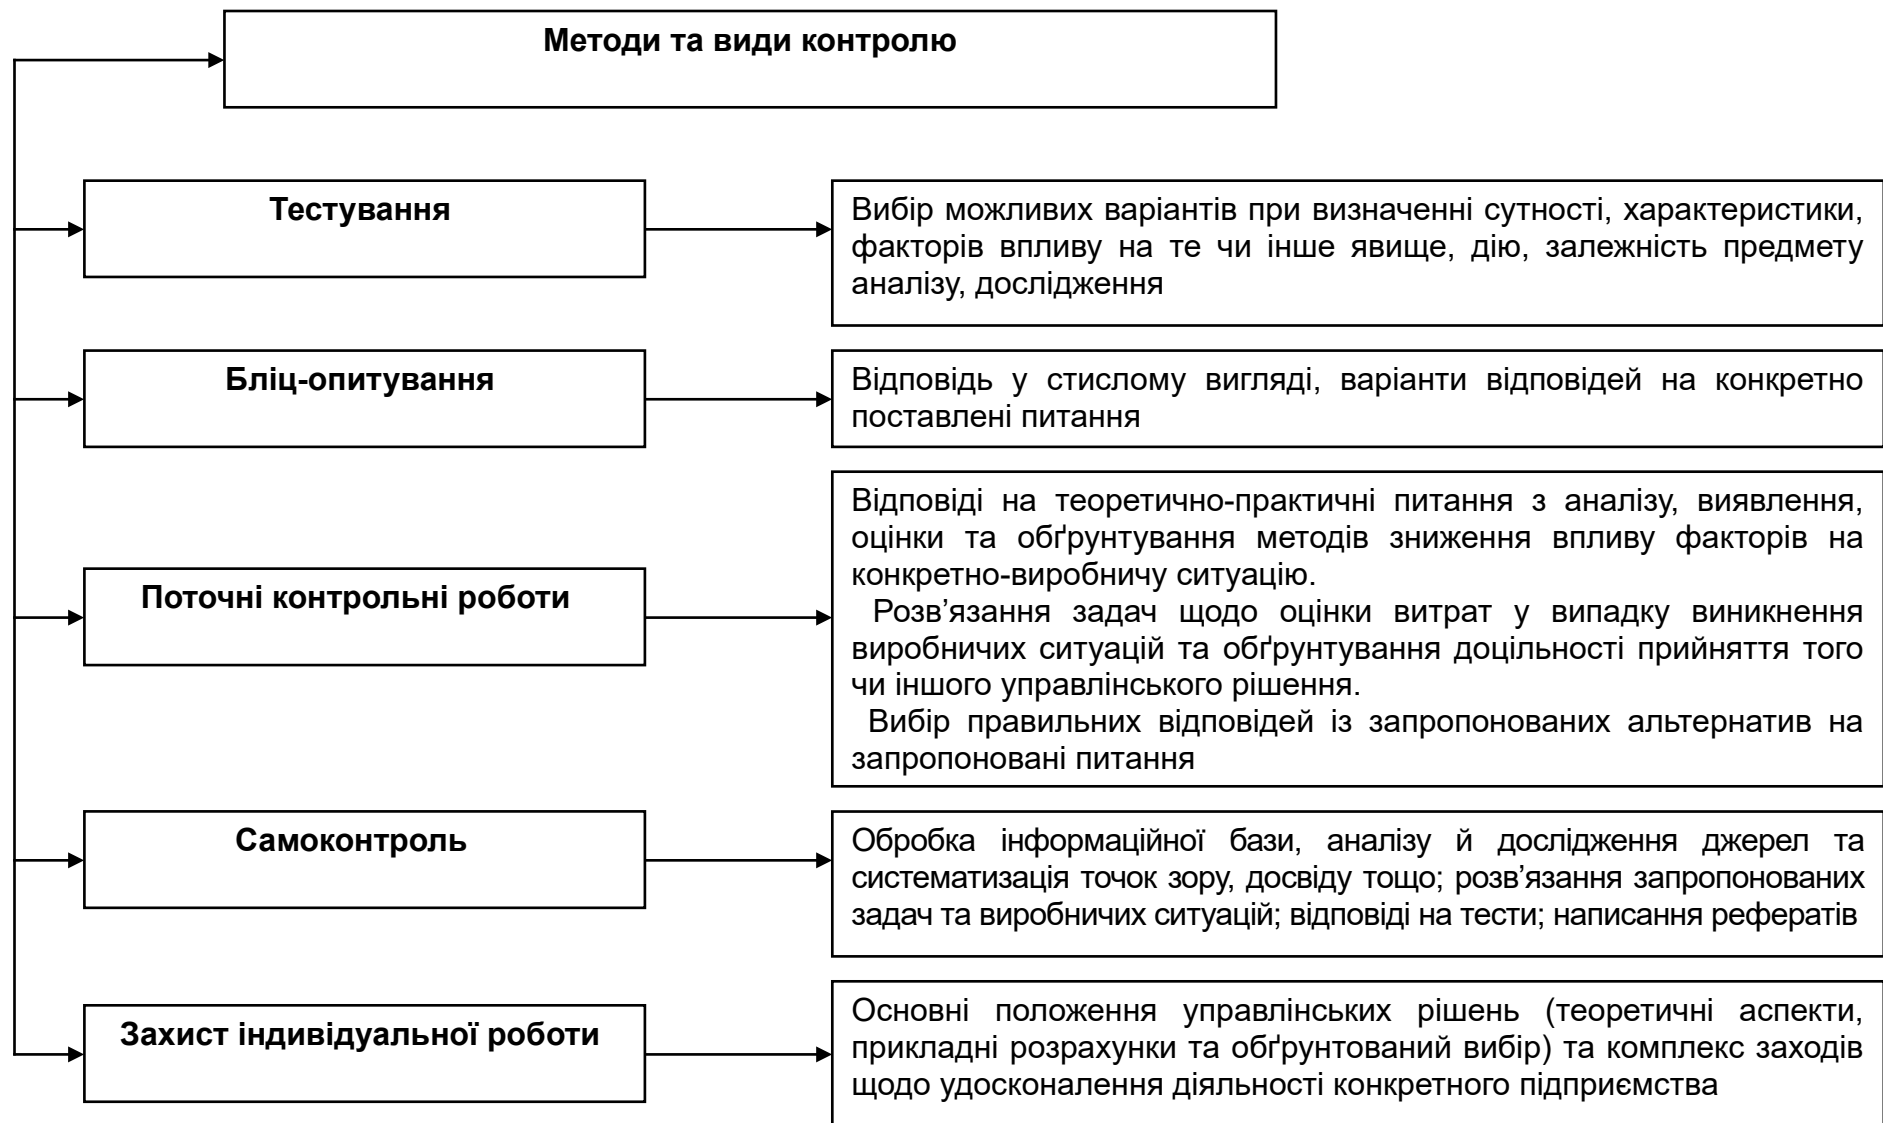 Методи та види контролю
Тестування
Вибір можливих варіантів при визначенні сутності, характеристики,
факторів впливу на те чи інше явище, дію, залежність предмету
аналізу, дослідження
Бліц-опитування
Відповідь у стислому вигляді, варіанти відповідей на конкретно
поставлені питання
Поточні контрольні роботи
Відповіді на теоретично-практичні питання з аналізу, виявлення,
оцінки та обґрунтування методів зниження впливу факторів на
конкретно-виробничу ситуацію.
Розв'язання задач щодо оцінки витрат у випадку виникнення
виробничих ситуацій та обґрунтування доцільності прийняття того
чи іншого управлінського рішення.
Вибір правильних відповідей із запропонованих альтернатив на
запропоновані питання
Самоконтроль
Обробка інформаційної бази, аналізу й дослідження джерел та
систематизація точок зору, досвіду тощо; розв'язання запропонованих
задач та виробничих ситуацій; відповіді на тести; написання рефератів
Захист індивідуальної роботи
Основні положення управлінських рішень (теоретичні аспекти,
прикладні розрахунки та обґрунтований вибір) та комплекс заходів
щодо удосконалення діяльності конкретного підприємства